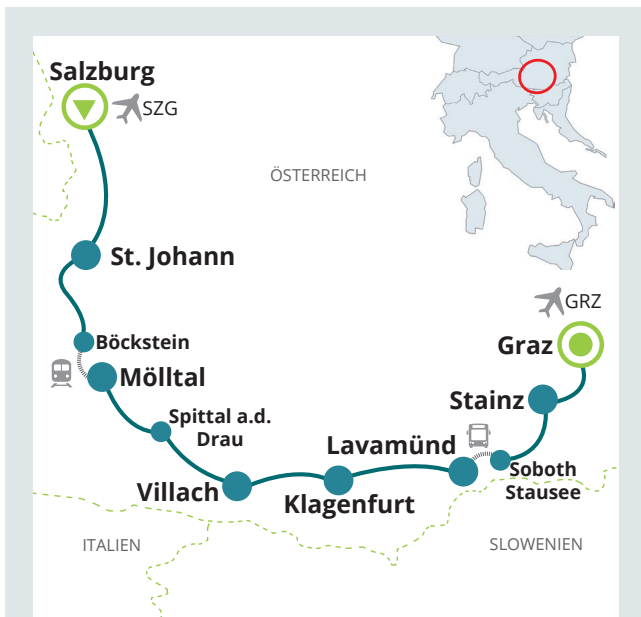 Salzburg
SZG
ÖSTERREICH
St. Johann
GRZ
Graz
Böckstein
Mölltal
Stainz
Spittal a.d.
Drau
Lavamünd
Soboth
Stausee
Villach
Klagenfurt
ITALIEN
SLOWENIEN